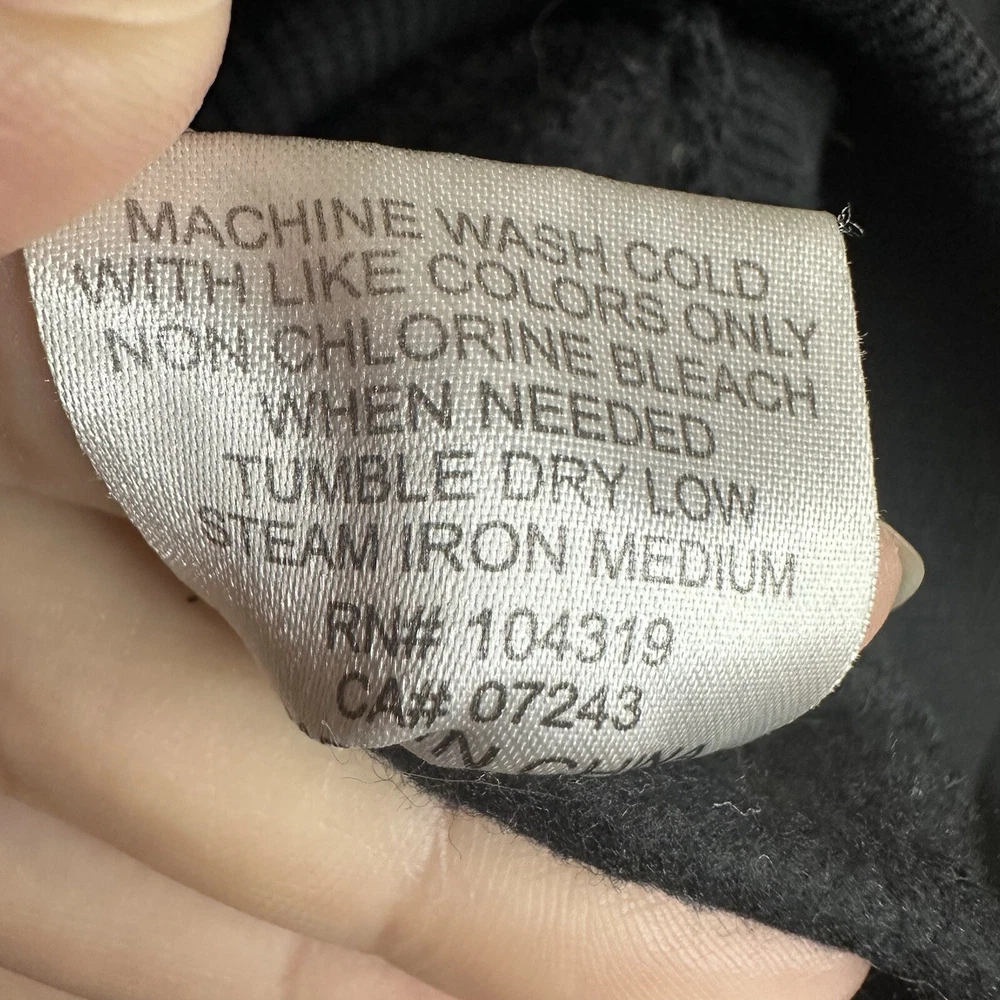 MACHINE WASH COLD
WITH LIKE COLORS ONLY
NON CHLORINE BLEACH
WHEN NEEDED
TUMBLE DRY LOW
STEAM IRON MEDIUM
RN# 104319
CA# 07243